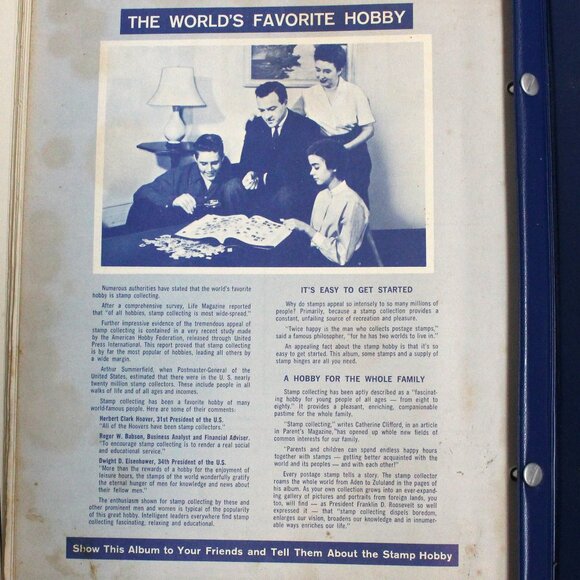 THE WORLD'S FAVORITE HOBBY
Numerous authorities have stated that the world's favorite
hobby is stamp collecting.
After a comprehensive survey, Life Magazine reported
that "of all hobbies, stamp collecting is most wide-spread."
Further impressive evidence of the tremendous appeal of
stamp collecting is contained in a very recent study made
by the American Hobby Federation, released through United
Press International. This report proved that stamp collecting
is by far the most popular of hobbies, leading all others by
a wide margin.
Arthur Summerfield, when Postmaster-General of the
United States, estimated that there were in the U.S. nearly
twenty million stamp collectors. These include people in all
walks of life and of all ages and incomes.
Stamp collecting has been a favorite hobby of many
world-famous people. Here are some of their comments:
Herbert Clark Hoover, 31st President of the U.S.
"All of the Hoovers have been stamp collectors."
Roger W. Babson, Business Analyst and Financial Adviser.
"To encourage stamp collecting is to render a real social
and educational service."
Dwight D. Eisenhower, 34th President of the U.S.
"More than the rewards of a hobby for the enjoyment of
leisure hours, the stamps of the world wonderfully gratify
the eternal hunger of men for knowledge and news about
their fellow men."
The enthusiasm shown for stamp collecting by these and
other prominent men and women is typical of the popularity
of this great hobby. Intelligent leaders everywhere find stamp
collecting fascinating, relaxing and educational.
IT'S EASY TO GET STARTED
Why do stamps appeal so intensely to so many millions of
people? Primarily, because a stamp collection provides a
constant, unfailing source of recreation and pleasure.
"Twice happy is the man who collects postage stamps,"
said a famous philosopher, "for he has two worlds to live in."
An appealing fact about the stamp hobby is that it's so
easy to get started. This album, some stamps and a supply of
stamp hinges are all you need.
A HOBBY FOR THE WHOLE FAMILY
Stamp collecting has been aptly described as a "fascinat-
ing hobby for young people of all ages — from eight to
eighty." It provides a pleasant, enriching, companionable
pastime for the whole family.
"Stamp collecting," writes Catherine Clifford, in an article
in Parent's Magazine, "has opened up whole new fields of
common interests for our family.
"Parents and children can spend endless happy hours
together with stamps — getting better acquainted with the
world and its peoples — and with each other!"
Every postage stamp tells a story. The stamp collector
roams the whole world from Aden to Zululand in the pages
of his album. As your own collection grows into an ever-expand-
ing gallery of pictures and portraits from foreign lands, you
too, will find — as President Franklin D. Roosevelt so well
expressed it — that "stamp collecting dispels boredom,
enlarges our vision, broadens our knowledge and in innumer-
able ways enriches our life."
Show This Album to Your Friends and Tell Them About the Stamp Hobby